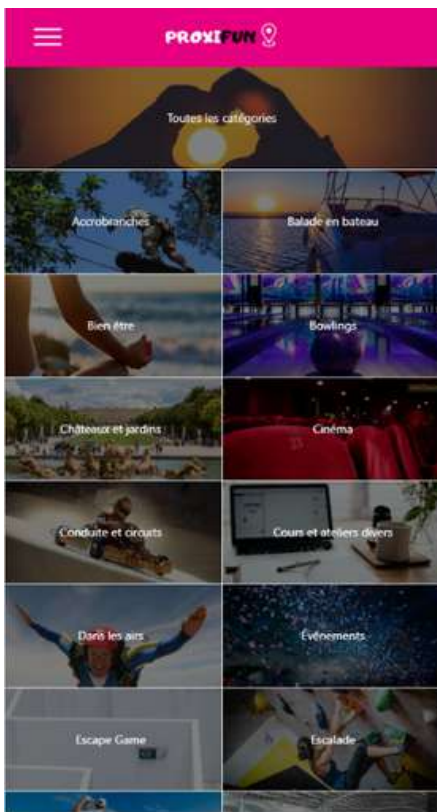 PROXIFUN
Toutes les catégories
Accrobranches
Balade en bateau
Bien être
Bowlings
Châteaux et jardins
Cinéma
Conduite et circuits
Cours et ateliers divers
Dans les airs
Événements
Escape Game
Escalade